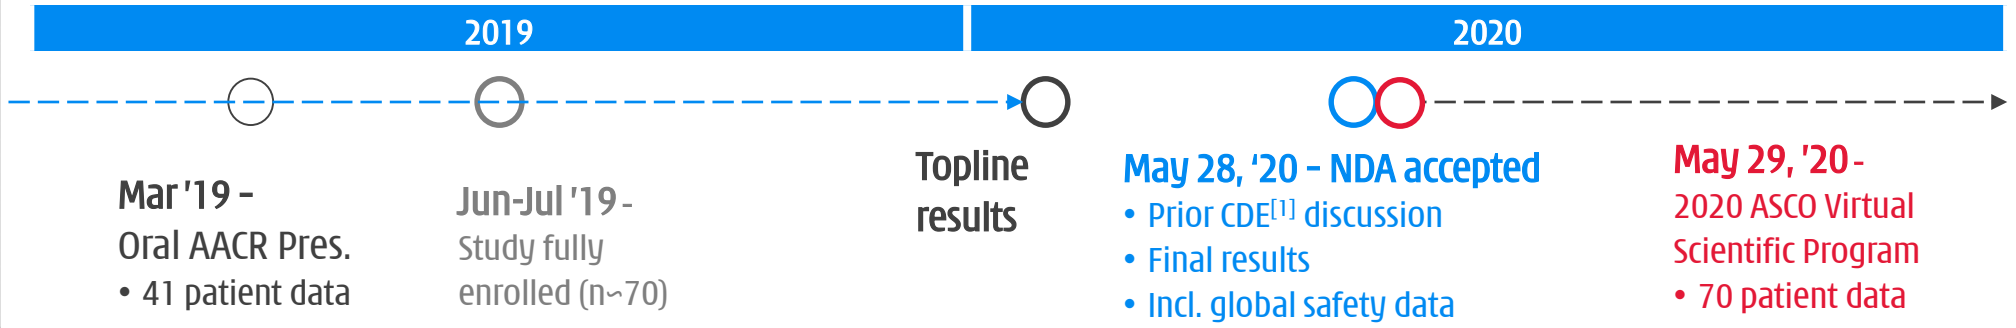 2019
2020
Mar ’19 –
Oral AACR Pres.
• 41 patient data
Jun-Jul ’19 -
Study fully
enrolled (n~70)
Topline
results
May 28, ‘20 – NDA accepted
• Prior CDE[1] discussion
• Final results
• Incl. global safety data
May 29, ’20 -
2020 ASCO Virtual
Scientific Program
• 70 patient data